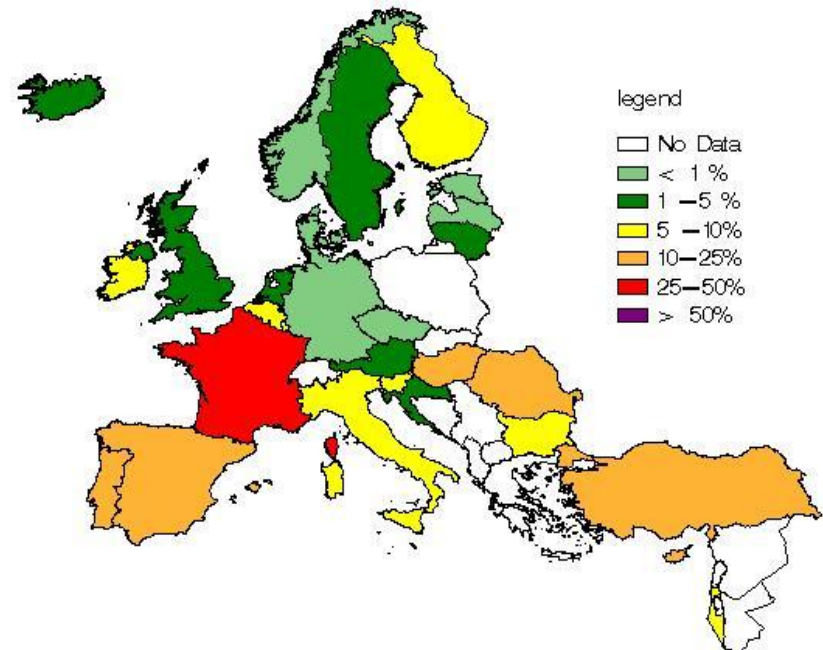 legend
No Data
< 1 %
1 –5 %
5 –10%
10–25%
25–50%
> 50%